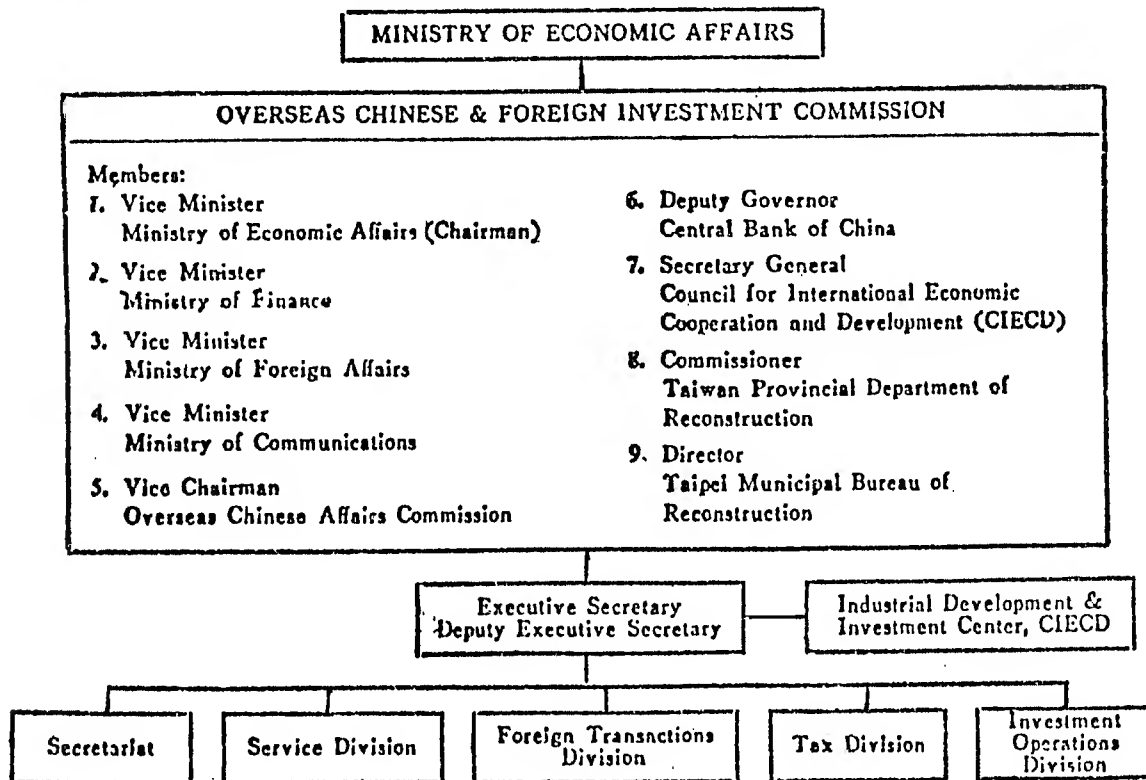 MINISTRY OF ECONOMIC AFFAIRS
OVERSEAS CHINESE & FOREIGN INVESTMENT COMMISSION
Members:
1. Vice Minister
Ministry of Economic Affairs (Chairman)
2. Vice Minister
Ministry of Finance
3. Vice Minister
Ministry of Foreign Affairs
4. Vice Minister
Ministry of Communications
5. Vice Chairman
Overseas Chinese Affairs Commission
6. Deputy Governor
Central Bank of China
7. Secretary General
Council for International Economic
Cooperation and Development (CIECD)
8. Commissioner
Taiwan Provincial Department of
Reconstruction
9. Director
Taipei Municipal Bureau of
Reconstruction
Executive Secretary
Deputy Executive Secretary
Industrial Development &
Investment Center, CIECD
Secretariat
Service Division
Foreign Transactions
Division
Tax Division
Investment
Operations
Division